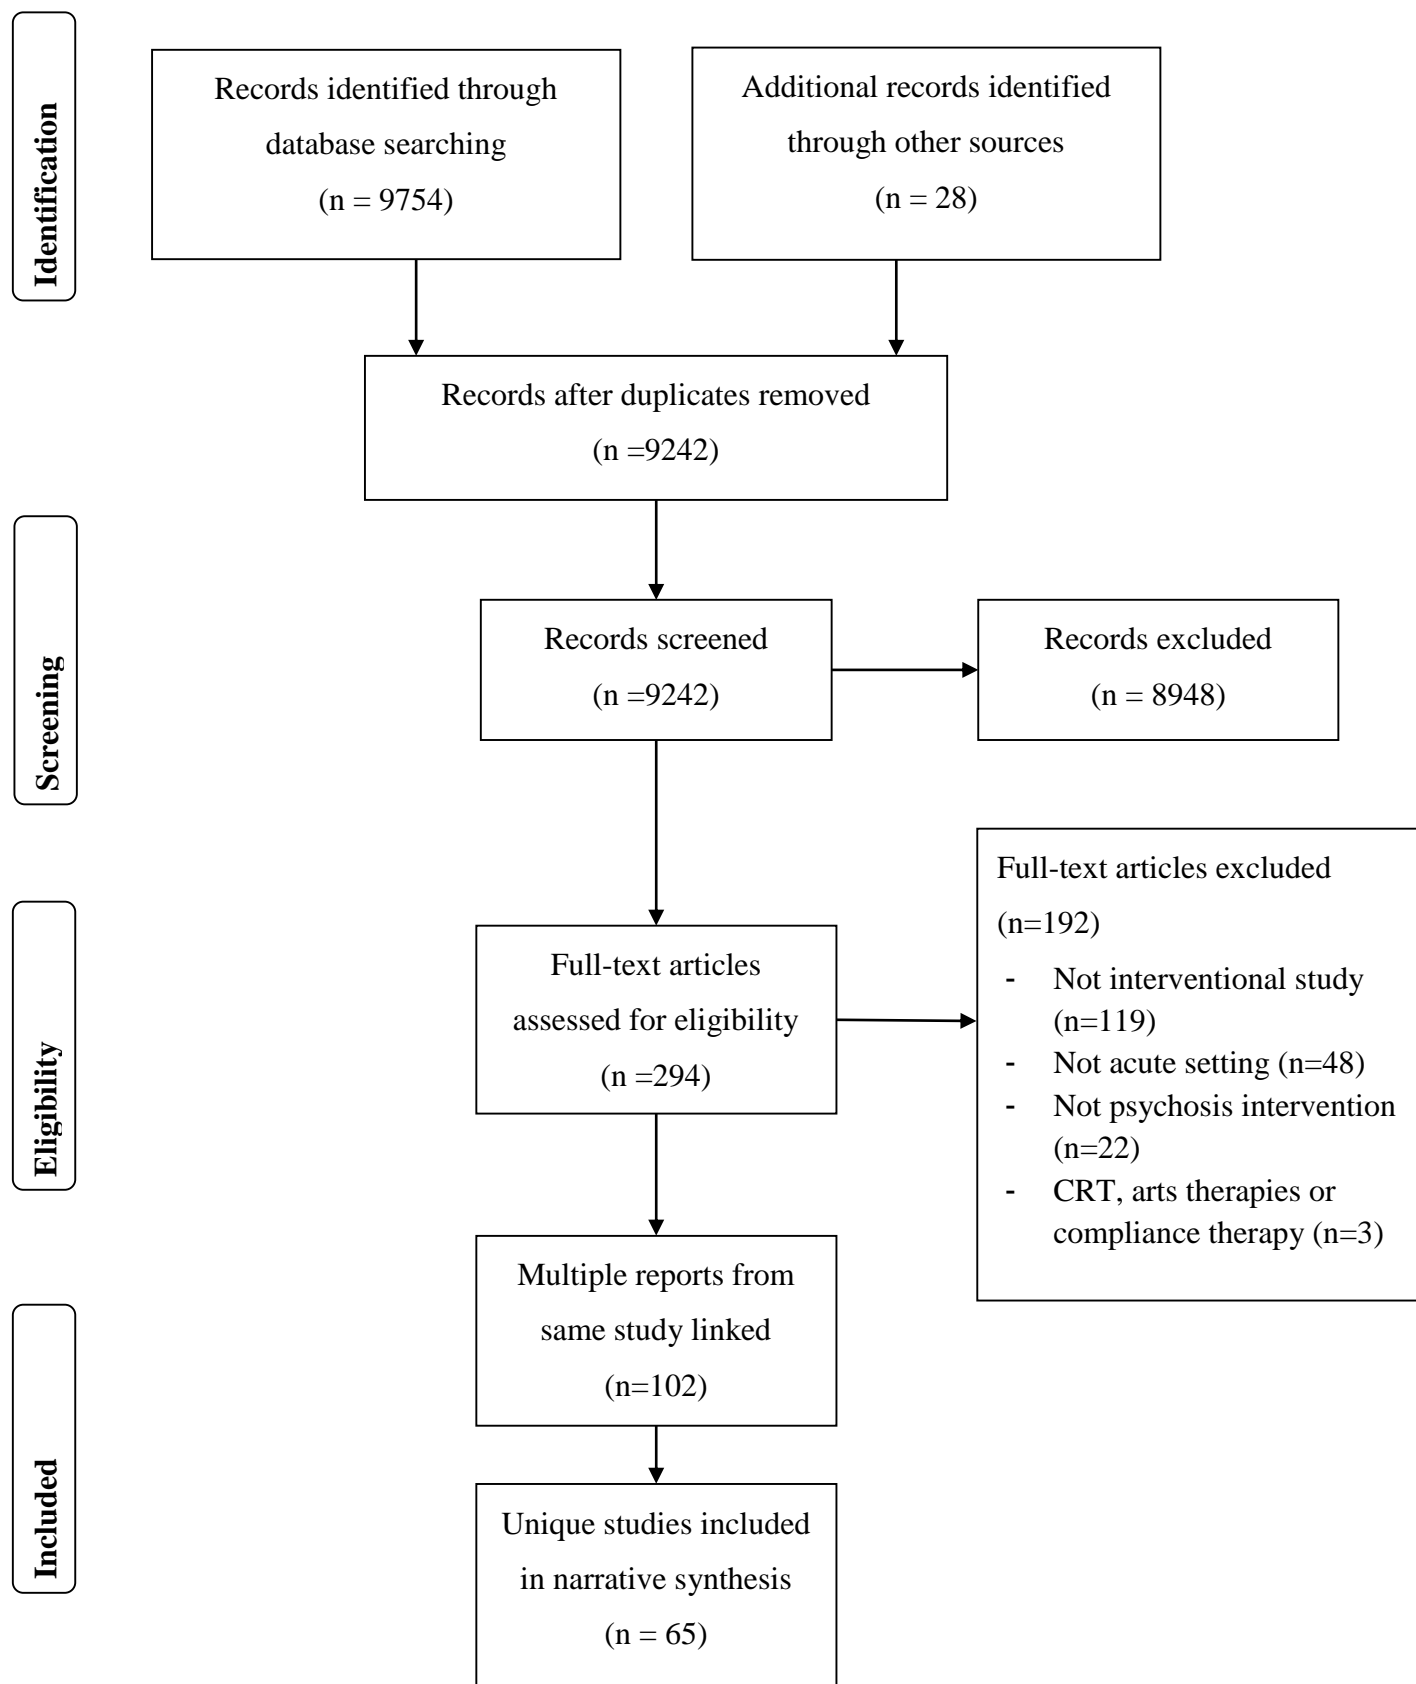 Identification
Records identified through
database searching
(n = 9754)
Additional records identified
through other sources
(n = 28)
Records after duplicates removed
(n =9242)
Screening
Records screened
(n =9242)
Records excluded
(n = 8948)
Eligibility
Full-text articles
assessed for eligibility
(n =294)
Full-text articles excluded
(n=192)
- Not interventional study
(n=119)
- Not acute setting (n=48)
- Not psychosis intervention
(n=22)
- CRT, arts therapies or
compliance therapy (n=3)
Multiple reports from
same study linked
(n=102)
Included
Unique studies included
in narrative synthesis
(n = 65)